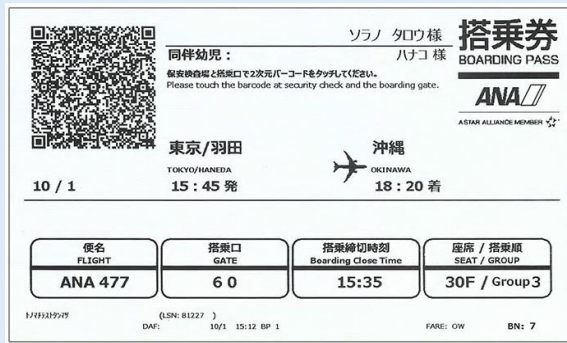 ソラノ タロウ 様
同伴幼児： ハナコ 様
搭乗券
BOARDING PASS
保安検査場と搭乗口で2次元バーコードをタッチしてください。
Please touch the barcode at security check and the boarding gate.
ANA
A STAR ALLIANCE MEMBER
東京/羽田 沖縄
TOKYO/HANEDA OKINAWA
10 / 1 15：45 発 18：20 着
便名 搭乗口 搭乗締切時刻 座席 / 搭乗順
FLIGHT GATE Boarding Close Time SEAT / GROUP
ANA 477 60 15:35 30F / Group 3
(LSN: 81227 )
DAF: 10/1 15:12 BP 1 FARE: OW BN: 7